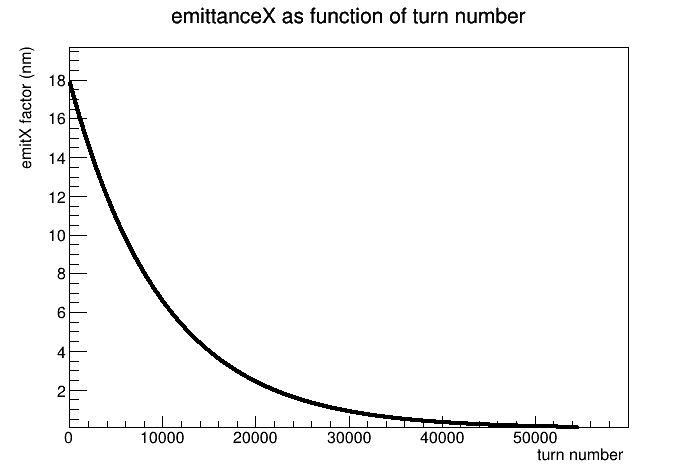 emittanceX as function of turn number
emitX factor (nm)
18
16
14
12
10
8
6
4
2
0 10000 20000 30000 40000 50000
turn number